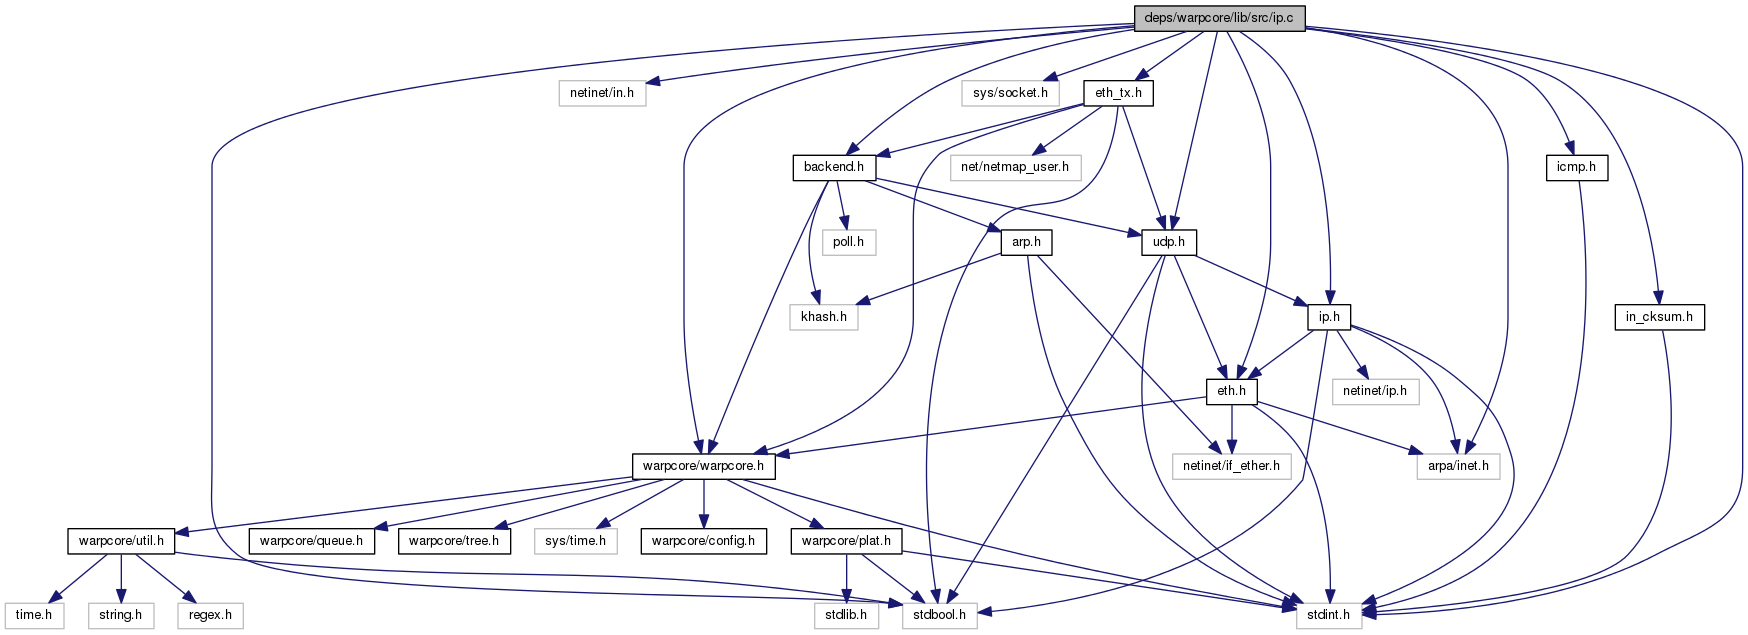 deps/warpcore/lib/src/ip.c
netinet/in.h
sys/socket.h
eth_tx.h
backend.h
net/netmap_user.h
icmp.h
poll.h
arp.h
udp.h
khash.h
ip.h
in_cksum.h
eth.h
netinet/ip.h
warpcore/warpcore.h
netinet/if_ether.h
arpa/inet.h
warpcore/util.h
warpcore/queue.h
warpcore/tree.h
sys/time.h
warpcore/config.h
warpcore/plat.h
time.h
string.h
regex.h
stdlib.h
stdbool.h
stdint.h